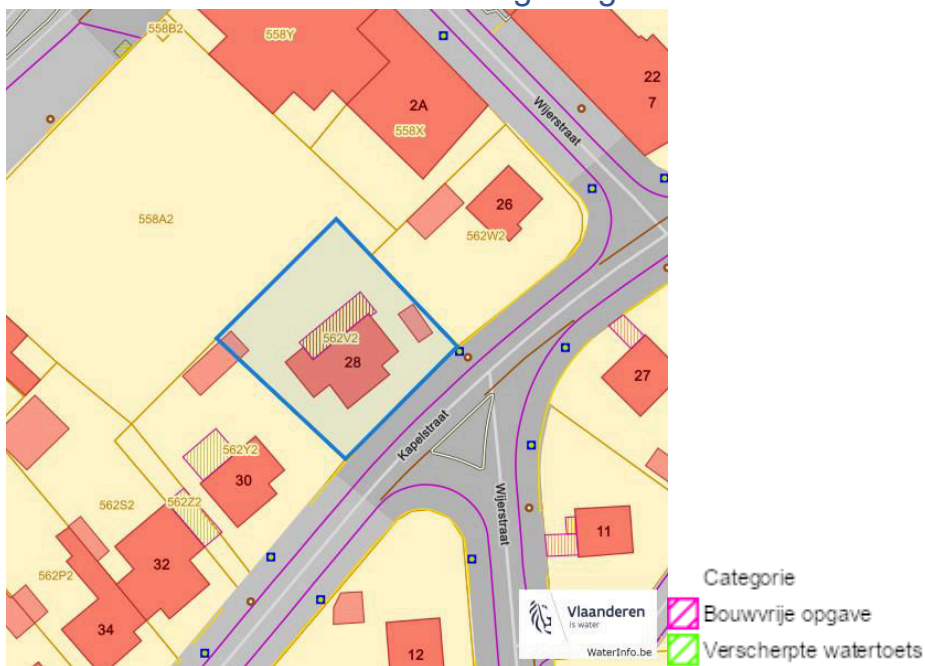 558B2
558Y
22
7
2A
558X
Wijerstraat
26
562W2
558A2
562V2
28
27
Kapelstraat
562Y2
30
Wijerstraat
562S2
562Z2
11
32
562P2
34
12
Vlaanderen
is water
WaterInfo.be
Categorie
Bouwvrije opgave
Verscherpte watertoets